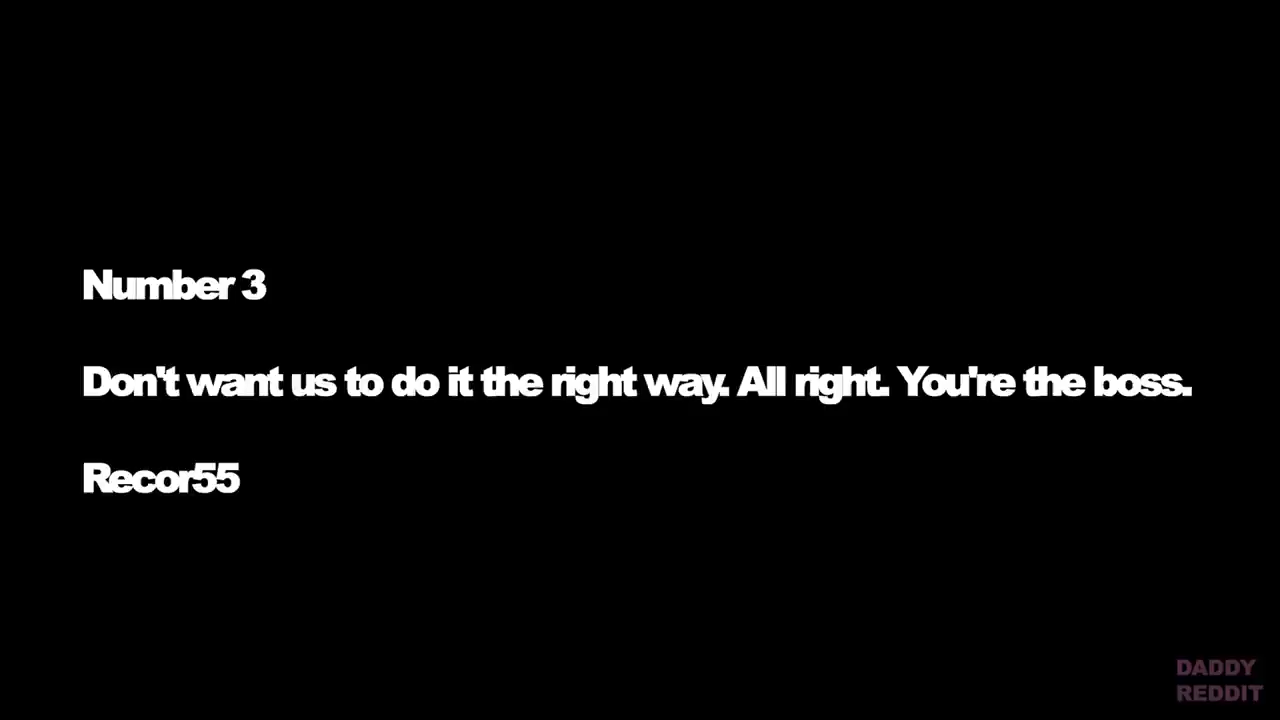 Number 3
Don't want us to do it the right way. All right. You're the boss.
Recor55
DADDY
REDDIT